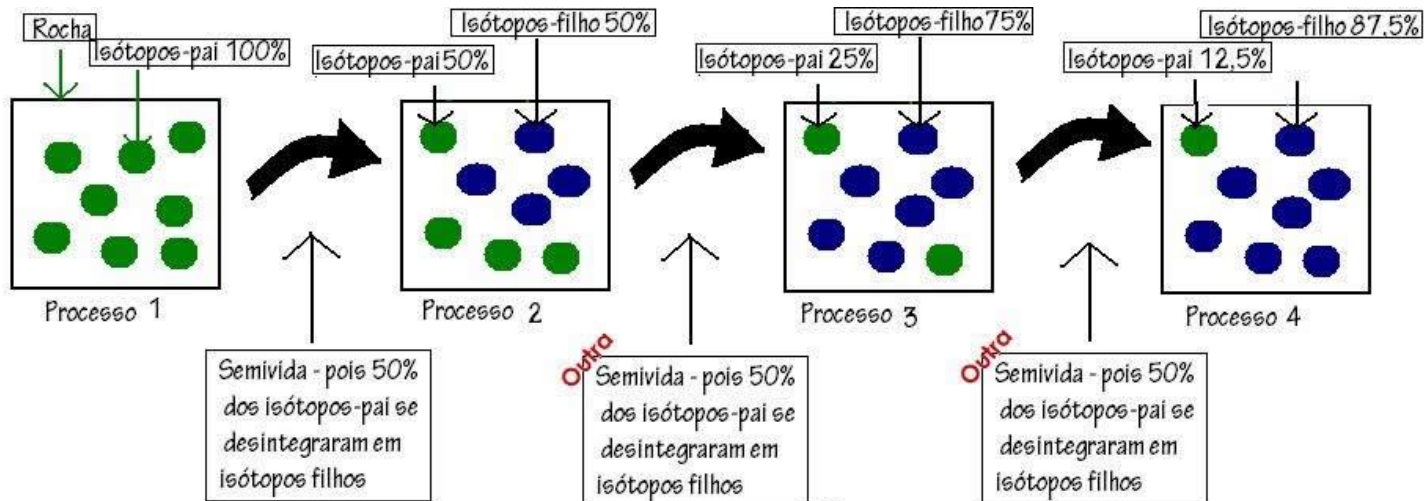 Rocha
Isótopos-pai 100%
Isótopos-pai 50%
Isótopos-filho 50%
Isótopos-pai 25%
Isótopos-filho 75%
Isótopos-pai 12,5%
Isótopos-filho 87.5%
Processo 1
Processo 2
Processo 3
Processo 4
Semivida - pois 50%
dos isótopos-pai se
desintegraram em
isótopos filhos
Outra
Semivida - pois 50%
dos isótopos-pai se
desintegraram em
isótopos filhos
Outra
Semivida - pois 50%
dos isótopos-pai se
desintegraram em
isótopos filhos